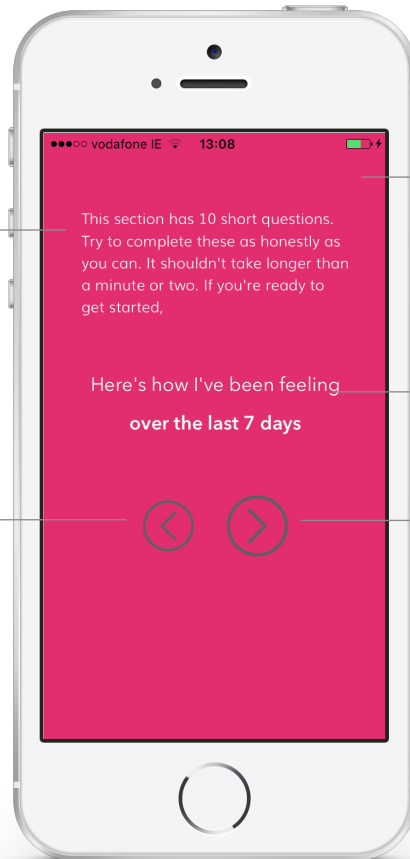 vodafone IE 13:08
This section has 10 short questions.
Try to complete these as honestly as
you can. It shouldn't take longer than
a minute or two. If you're ready to
get started,
Here's how I've been feeling
over the last 7 days